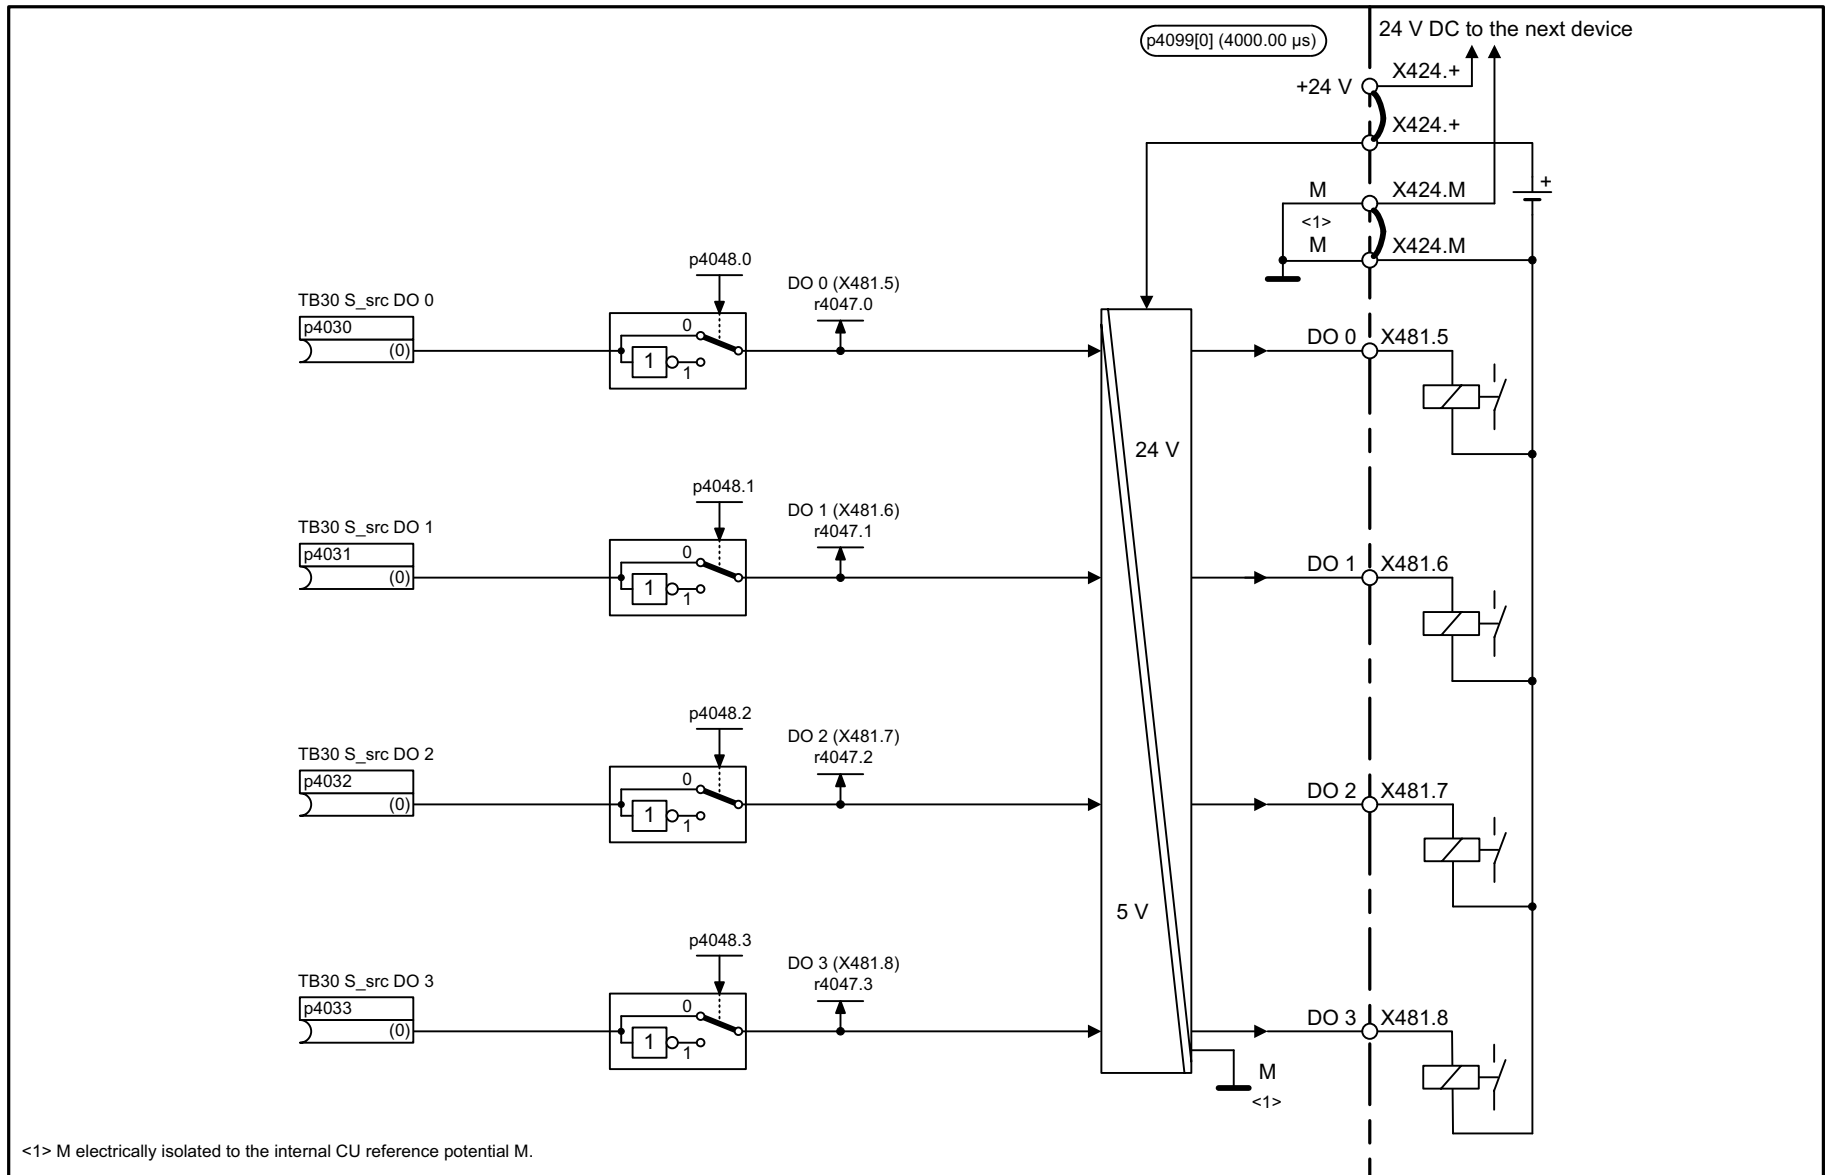 p4099[0] (4000.00 µs)
24 V DC to the next device
+24 V
X424.+
X424.+
M
X424.M
+
<1>
M
X424.M
p4048.0
TB30 S_src DO 0
DO 0 (X481.5)
p4030
(0)
0
1
1
r4047.0
DO 0
X481.5
24 V
p4048.1
TB30 S_src DO 1
DO 1 (X481.6)
p4031
(0)
0
1
1
r4047.1
DO 1
X481.6
p4048.2
TB30 S_src DO 2
DO 2 (X481.7)
p4032
(0)
0
1
1
r4047.2
DO 2
X481.7
5 V
p4048.3
TB30 S_src DO 3
DO 3 (X481.8)
p4033
(0)
0
1
1
r4047.3
DO 3
X481.8
M
<1>
<1> M electrically isolated to the internal CU reference potential M.